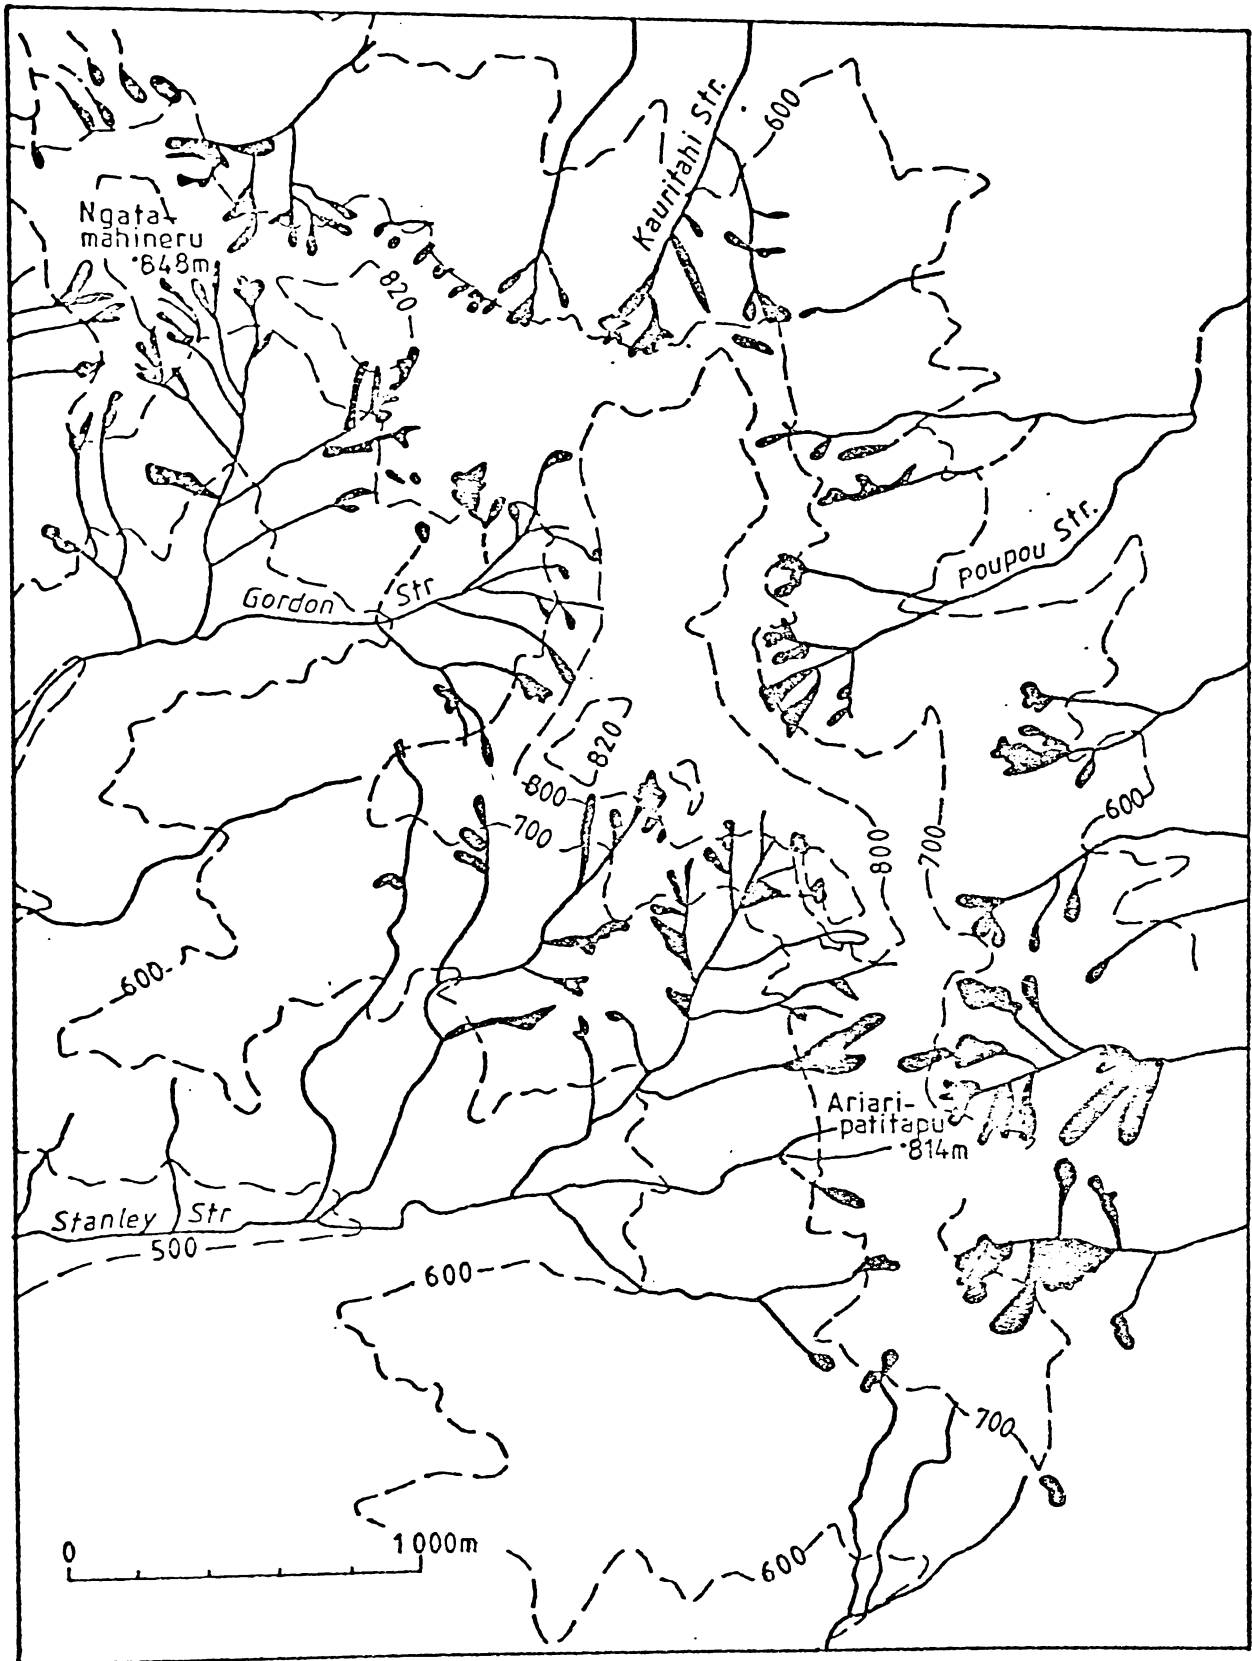 Kauritahi Str.
600
Ngata-
mahineru
·848m
820
Poupou Str.
Gordon Str
820
800
700
600
800
700
600
Ariari-
patitapu
·814m
Stanley Str
500
600
700
0 1000m
600